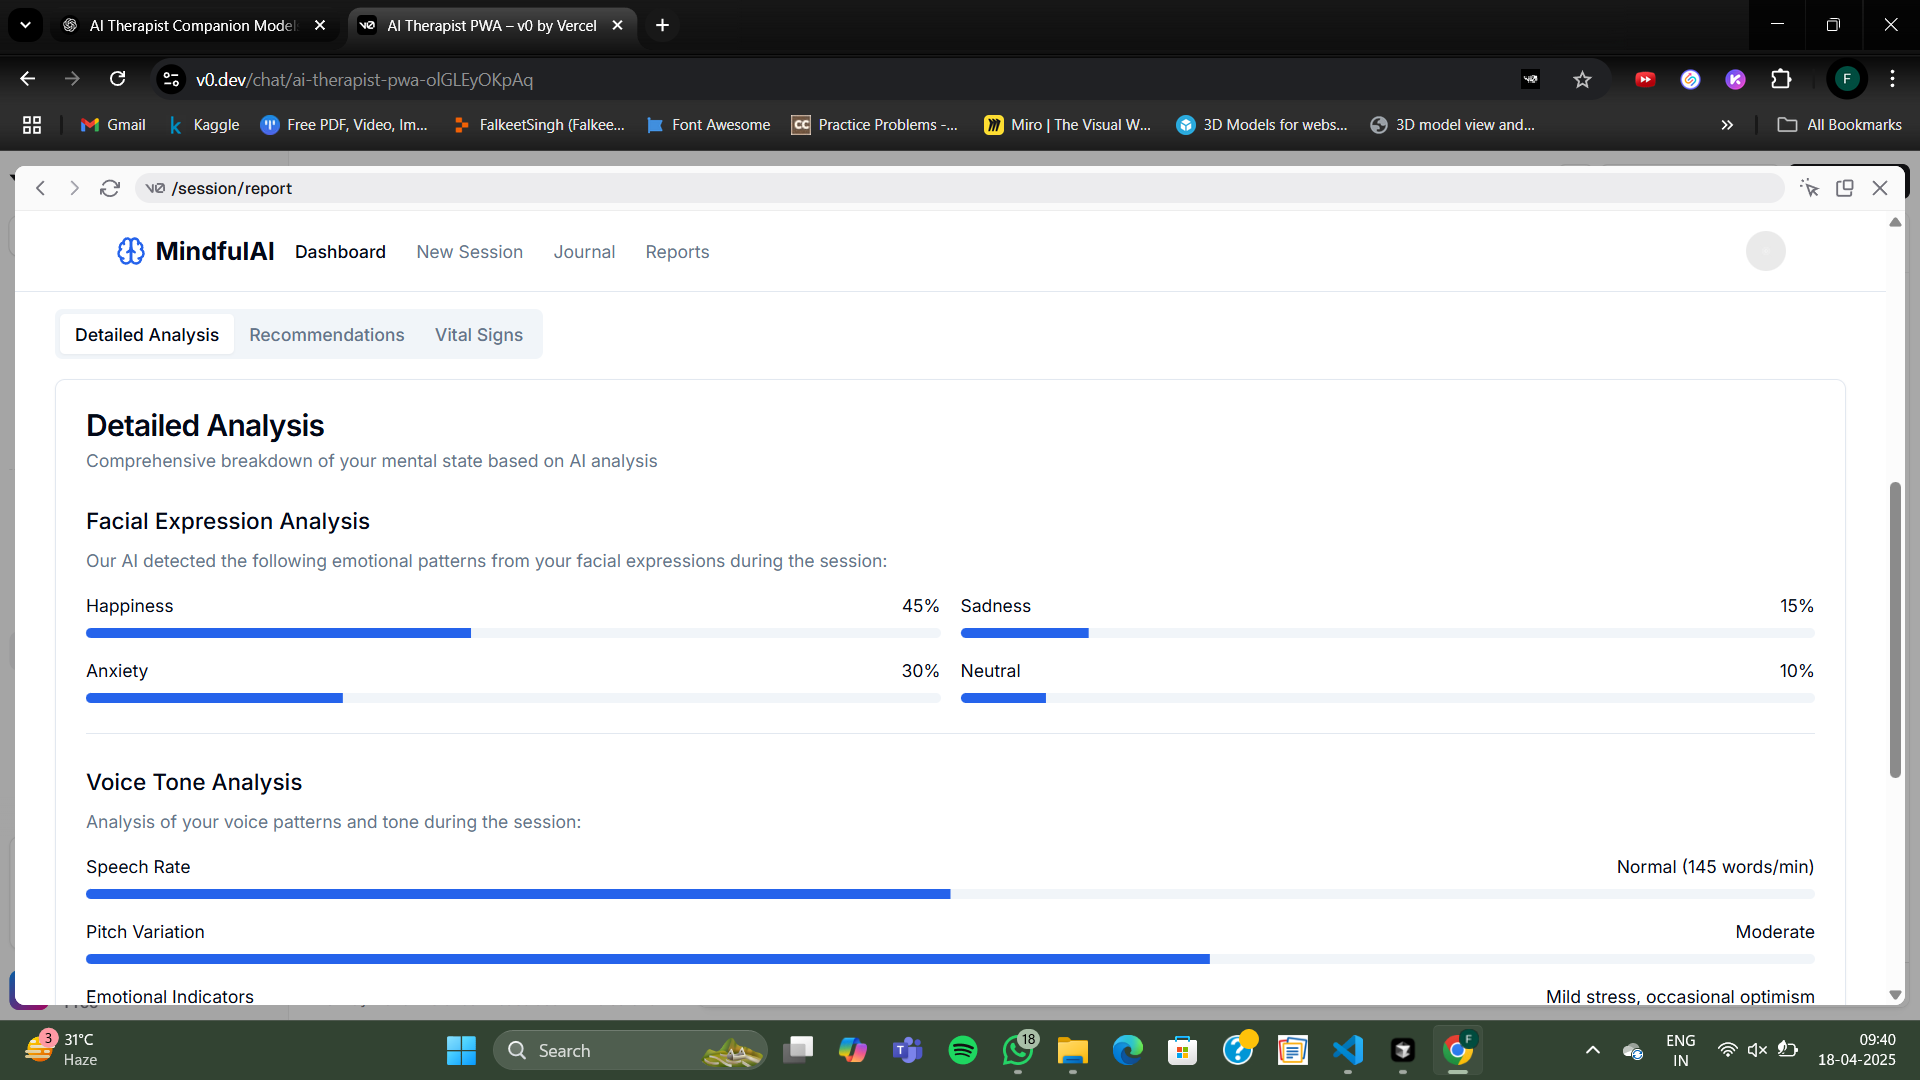 AI Therapist Companion Model
AI Therapist PWA – v0 by Vercel
v0.dev/chat/ai-therapist-pwa-olGLEyOKpAq
F
Gmail
Kaggle
Free PDF, Video, Im...
FalkeetSingh (Falkee...
Font Awesome
Practice Problems -...
Miro | The Visual W...
3D Models for webs...
3D model view and...
All Bookmarks
/session/report
MindfulAI
Dashboard
New Session
Journal
Reports
Detailed Analysis
Recommendations
Vital Signs
Detailed Analysis
Comprehensive breakdown of your mental state based on AI analysis
Facial Expression Analysis
Our AI detected the following emotional patterns from your facial expressions during the session:
Happiness 45%
Sadness 15%
Anxiety 30%
Neutral 10%
Voice Tone Analysis
Analysis of your voice patterns and tone during the session:
Speech Rate Normal (145 words/min)
Pitch Variation Moderate
Emotional Indicators Mild stress, occasional optimism
3
31°C
Haze
Search
18
F
ENG
IN
09:40
18-04-2025